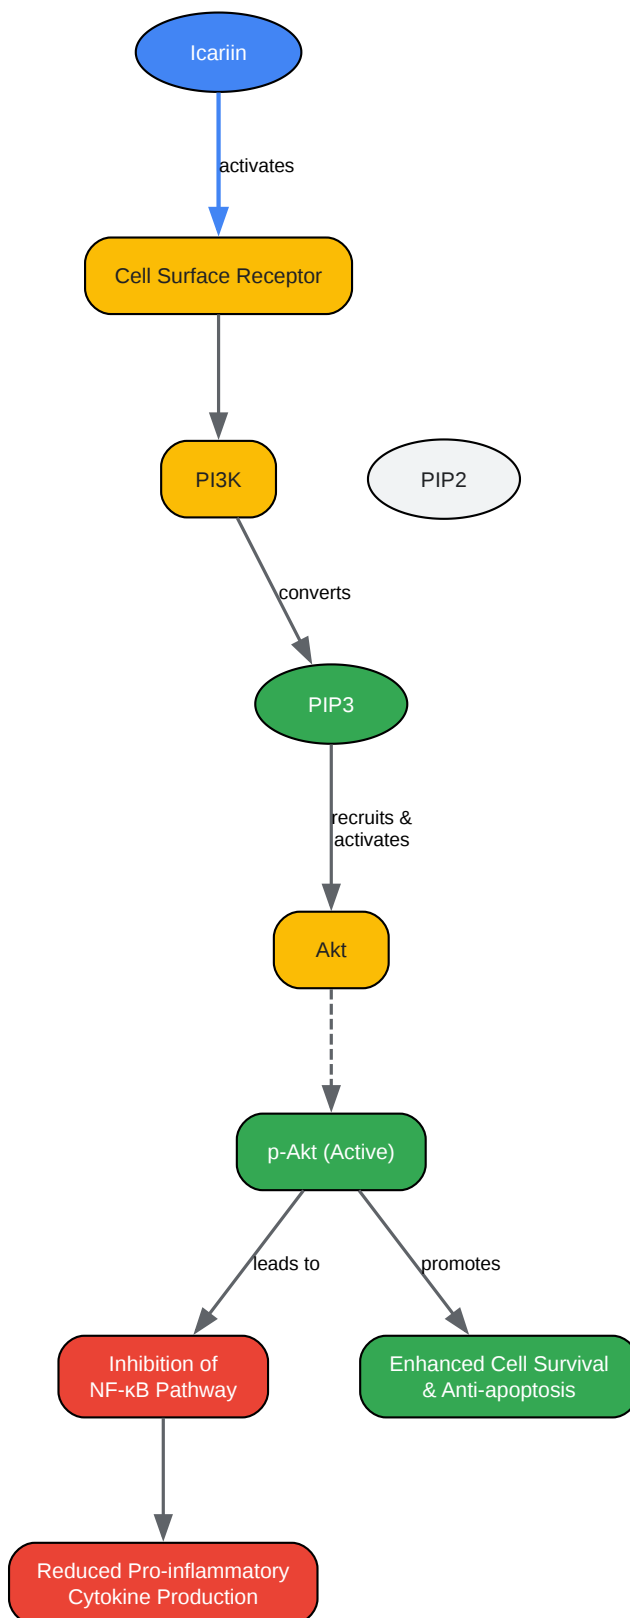 Icariin
activates
Cell Surface Receptor
PI3K
PIP2
converts
PIP3
recruits &
activates
Akt
p-Akt (Active)
leads to
promotes
Inhibition of
NF-κB Pathway
Enhanced Cell Survival
& Anti-apoptosis
Reduced Pro-inflammatory
Cytokine Production